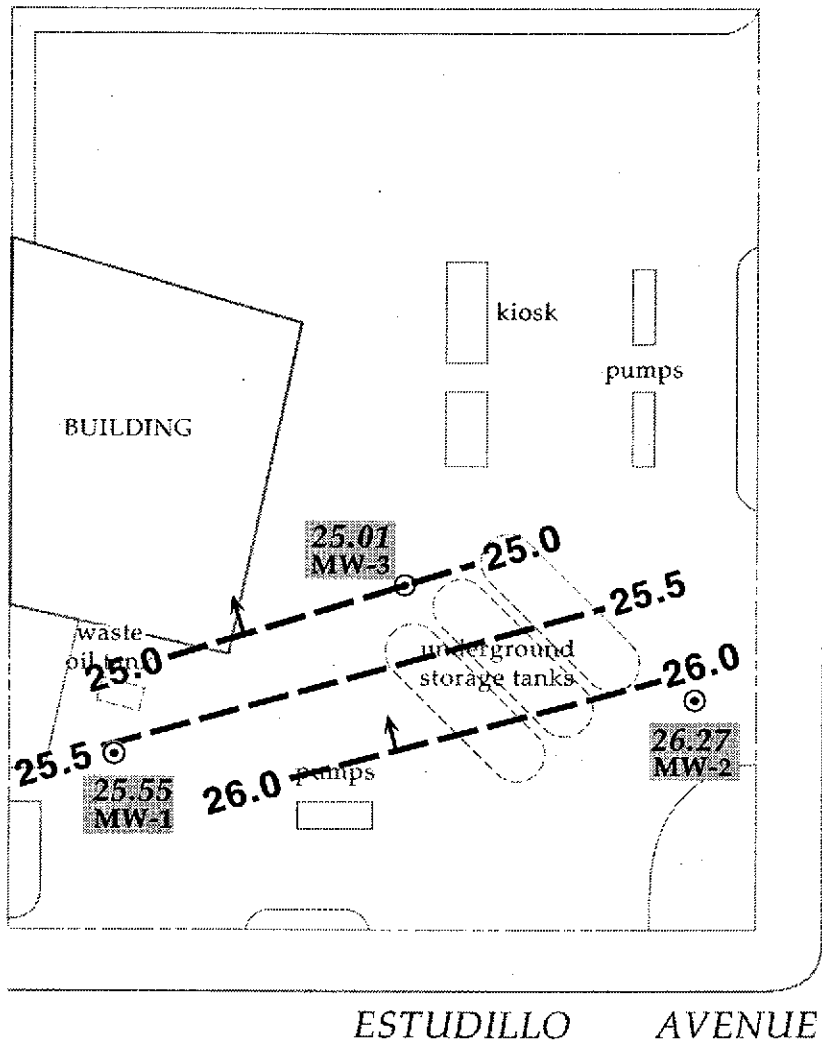 kiosk
pumps
BUILDING
25.01
MW-3
25.0
25.5
waste
oil tank
25.0
underground
storage tanks
26.0
26.27
MW-2
25.5
25.55
MW-1
26.0
pumps
ESTUDILLO AVENUE